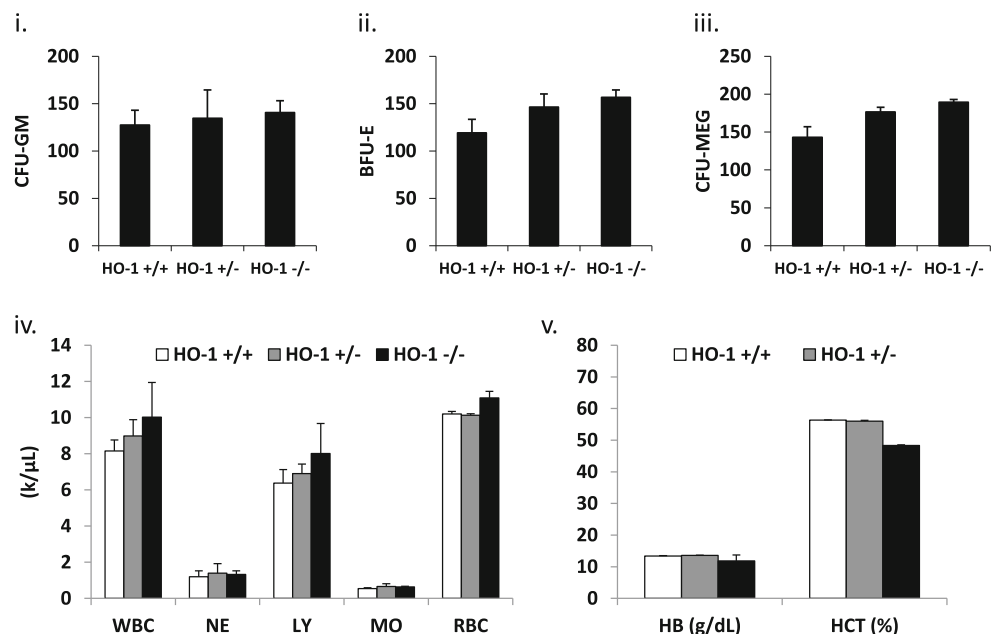 i.
ii.
iii.
200
150
100
50
0
CFU-GM
HO-1 +/+ HO-1 +/- HO-1 -/-
200
150
100
50
0
BFU-E
HO-1 +/+ HO-1 +/- HO-1 -/-
250
200
150
100
50
0
CFU-MEG
HO-1 +/+ HO-1 +/- HO-1 -/-
iv.
v.
14
12
10
8
6
4
2
0
(k/µL)
HO-1 +/+ HO-1 +/- HO-1 -/-
WBC NE LY MO RBC
80
70
60
50
40
30
20
10
0
HO-1 +/+ HO-1 +/-
HB (g/dL) HCT (%)